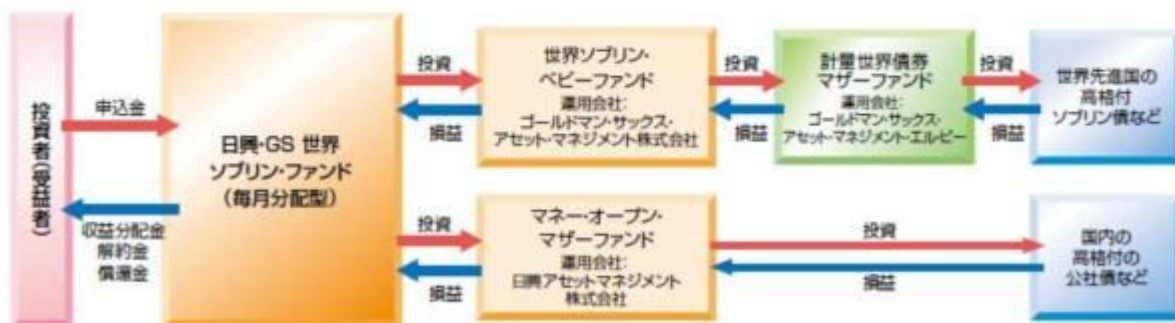 投資者(受益者)
申込金
収益分配金
解約金
償還金
日興・GS 世界
ソブリン・ファンド
(毎月分配型)
投資
損益
世界ソブリン・
ベビーファンド
運用会社:
ゴールドマン・サックス・
アセット・マネジメント株式会社
投資
損益
計量世界債券
マザーファンド
運用会社:
ゴールドマン・サックス・
アセット・マネジメント・エルピー
投資
損益
世界先進国の
高格付
ソブリン債など
投資
損益
マネー・オープン・
マザーファンド
運用会社:
日興アセットマネジメント
株式会社
投資
損益
国内の
高格付の
公社債など